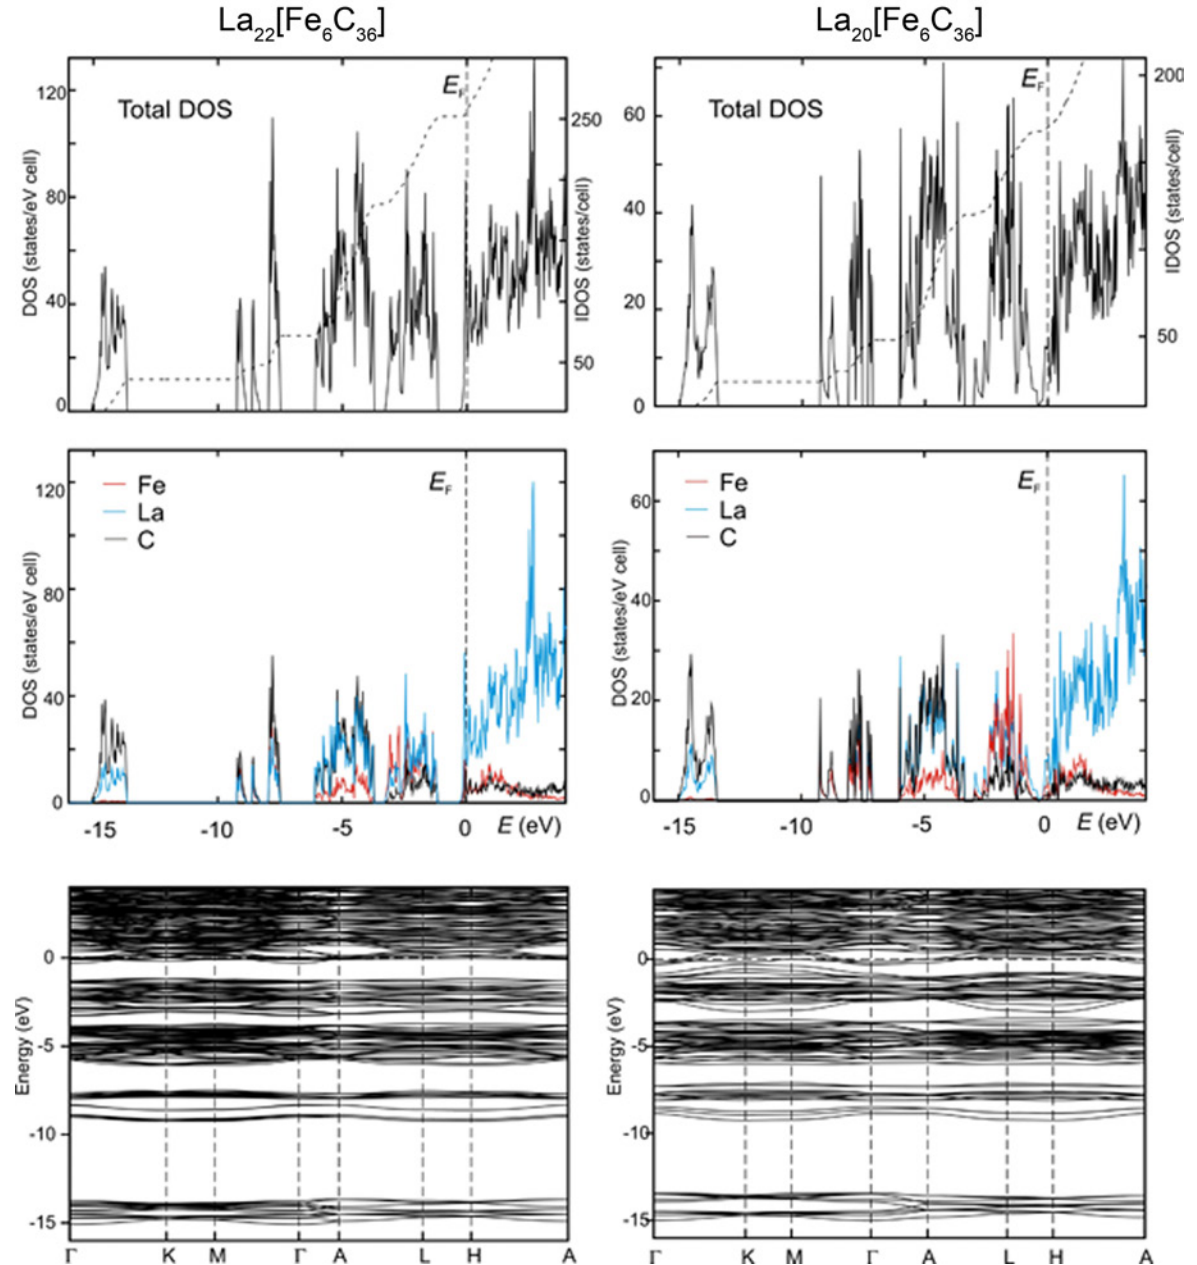 La22[Fe6C36]
La20[Fe6C36]
Total DOS
EF
DOS (states/eV cell)
120
80
40
0
250
50
IDOS (states/cell)
Total DOS
EF
DOS (states/eV cell)
60
40
20
0
200
50
IDOS (states/cell)
Fe
La
C
EF
DOS (states/eV cell)
120
80
40
0
-15 -10 -5 0 E (eV)
Fe
La
C
EF
DOS (states/eV cell)
60
40
20
0
-15 -10 -5 0 E (eV)
Energy (eV)
0
-5
-10
-15
Γ K M Γ A L H A
Energy (eV)
0
-5
-10
-15
Γ K M Γ A L H A